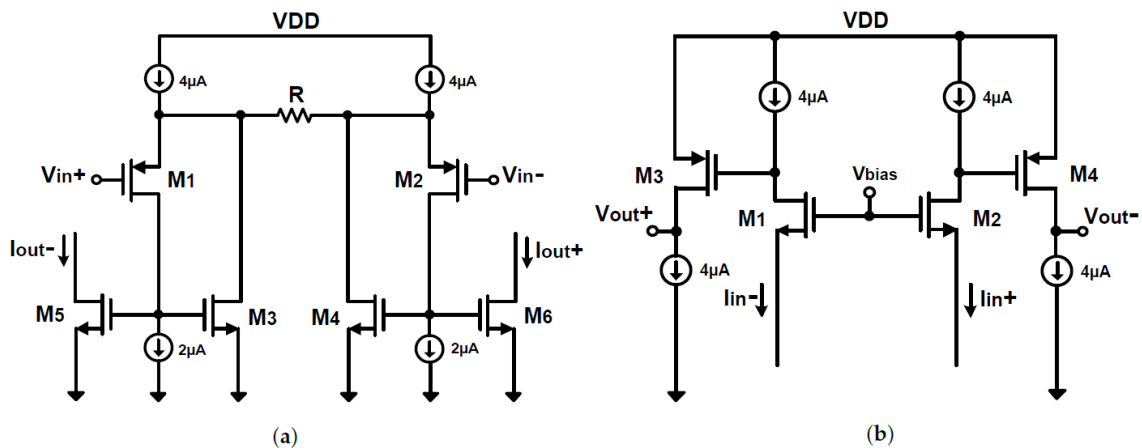 VDD VDD
4μA 4μA 4μA 4μA
R
Vin+ M1 M2 Vin- M3 Vbias M4
Vout+ M1 M2 Vout-
Iout- Iout+
4μA Iin- Iin+ 4μA
M5 M3 M4 M6
2μA 2μA
(a) (b)